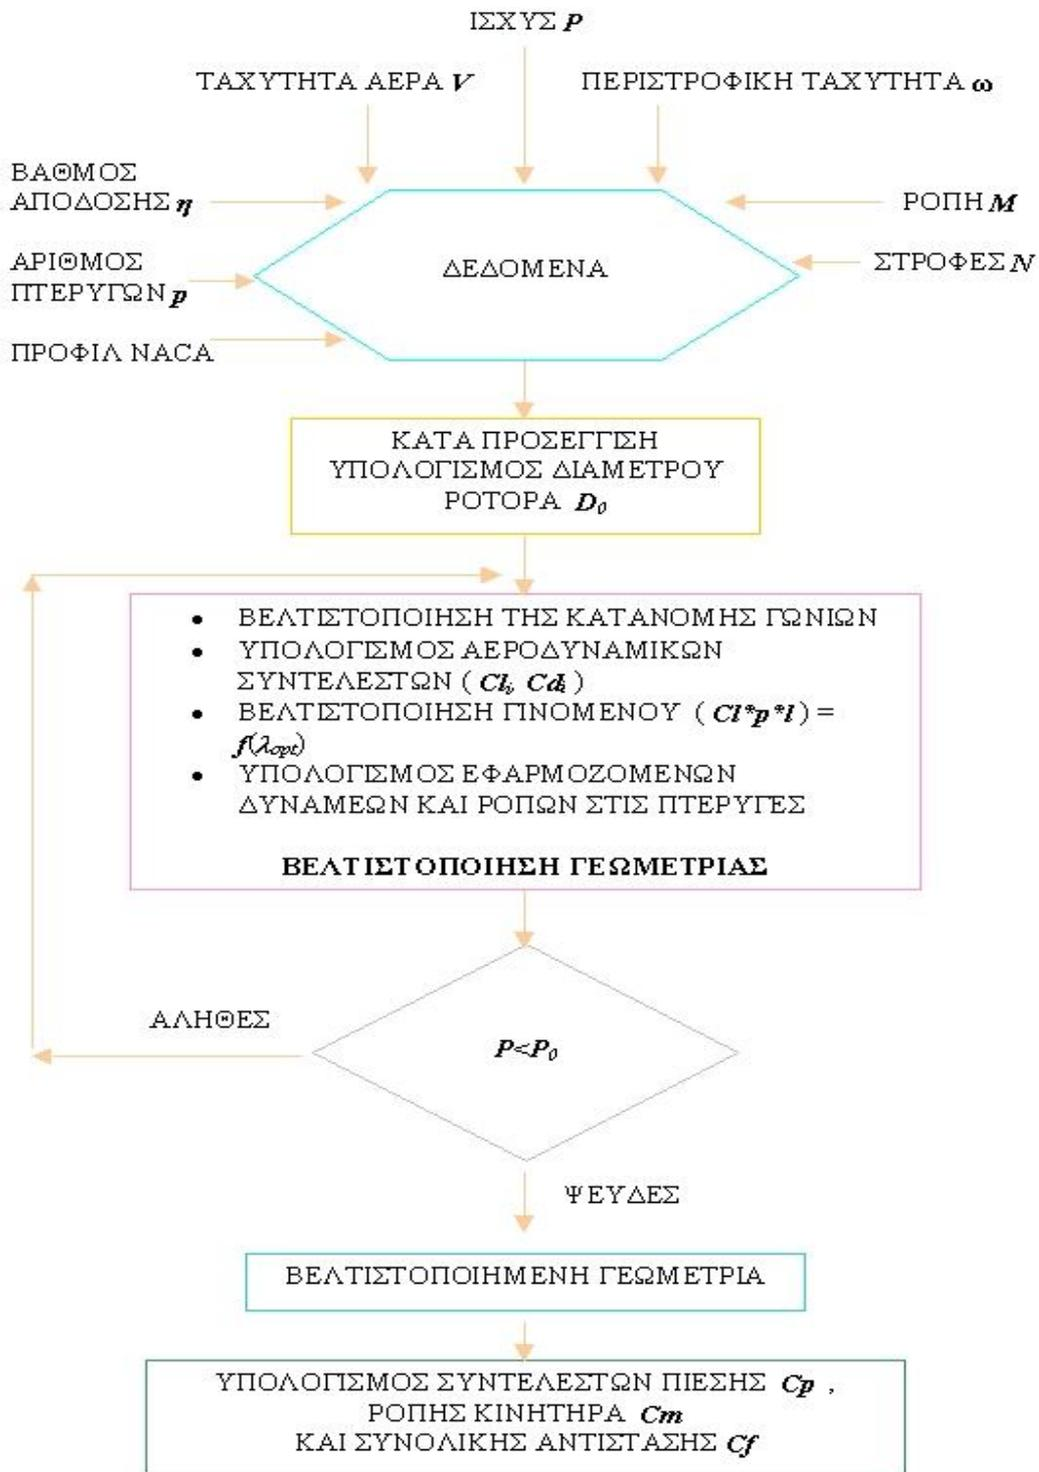 ΙΣΧΥΣ P
ΤΑΧΥΤΗΤΑ ΑΕΡΑ V
ΠΕΡΙΣΤΡΟΦΙΚΗ ΤΑΧΥΤΗΤΑ ω
ΒΑΘΜΟΣ
ΑΠΟΔΟΣΗΣ η
ΡΟΠΗ M
ΑΡΙΘΜΟΣ
ΠΤΕΡΥΓΩΝ p
ΔΕΔΟΜΕΝΑ
ΣΤΡΟΦΕΣ N
ΠΡΟΦΙΛ NACA
ΚΑΤΑ ΠΡΟΣΕΓΓΙΣΗ
ΥΠΟΛΟΓΙΣΜΟΣ ΔΙΑΜΕΤΡΟΥ
ΡΟΤΟΡΑ D₀
• ΒΕΛΤΙΣΤΟΠΟΙΗΣΗ ΤΗΣ ΚΑΤΑΝΟΜΗΣ ΓΩΝΙΩΝ
• ΥΠΟΛΟΓΙΣΜΟΣ ΑΕΡΟΔΥΝΑΜΙΚΩΝ
ΣΥΝΤΕΛΕΣΤΩΝ ( Clᵢ, Cdᵢ )
• ΒΕΛΤΙΣΤΟΠΟΙΗΣΗ ΓΙΝΟΜΕΝΟΥ ( Cl*p*l ) =
f(λopt)
• ΥΠΟΛΟΓΙΣΜΟΣ ΕΦΑΡΜΟΖΟΜΕΝΩΝ
ΔΥΝΑΜΕΩΝ ΚΑΙ ΡΟΠΩΝ ΣΤΙΣ ΠΤΕΡΥΓΕΣ
ΒΕΛΤΙΣΤΟΠΟΙΗΣΗ ΓΕΩΜΕΤΡΙΑΣ
ΑΛΗΘΕΣ
P<P₀
ΨΕΥΔΕΣ
ΒΕΛΤΙΣΤΟΠΟΙΗΜΕΝΗ ΓΕΩΜΕΤΡΙΑ
ΥΠΟΛΟΓΙΣΜΟΣ ΣΥΝΤΕΛΕΣΤΩΝ ΠΙΕΣΗΣ Cp ,
ΡΟΠΗΣ ΚΙΝΗΤΗΡΑ Cm
ΚΑΙ ΣΥΝΟΛΙΚΗΣ ΑΝΤΙΣΤΑΣΗΣ Cf